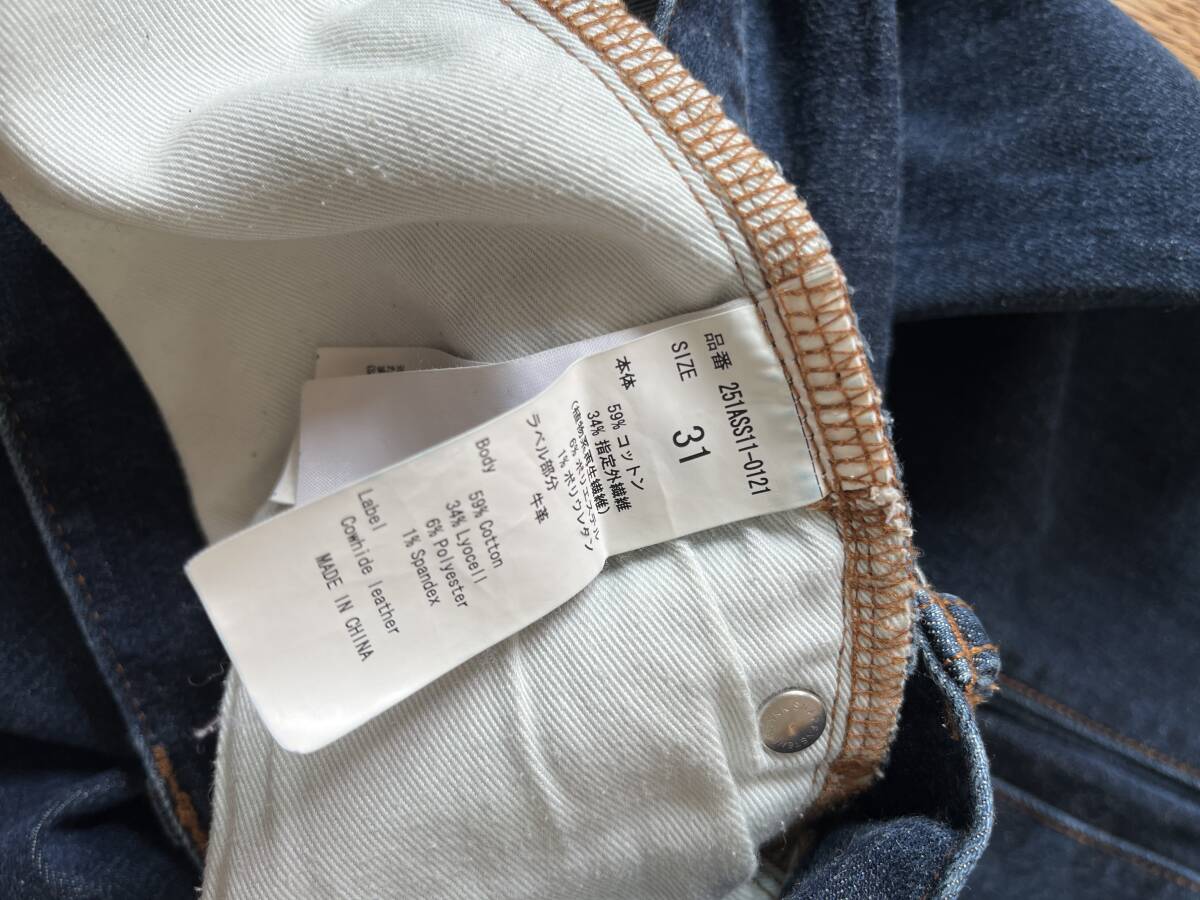 品番 251ASS11-0121
SIZE 31
本体 59% コットン
34% 指定外繊維
(植物系再生繊維)
6% ポリエステル
1% ポリウレタン
ラベル部分 牛革
Body 59% Cotton
34% Lyocell
6% Polyester
1% Spandex
Label
Cowhide leather
MADE IN CHINA